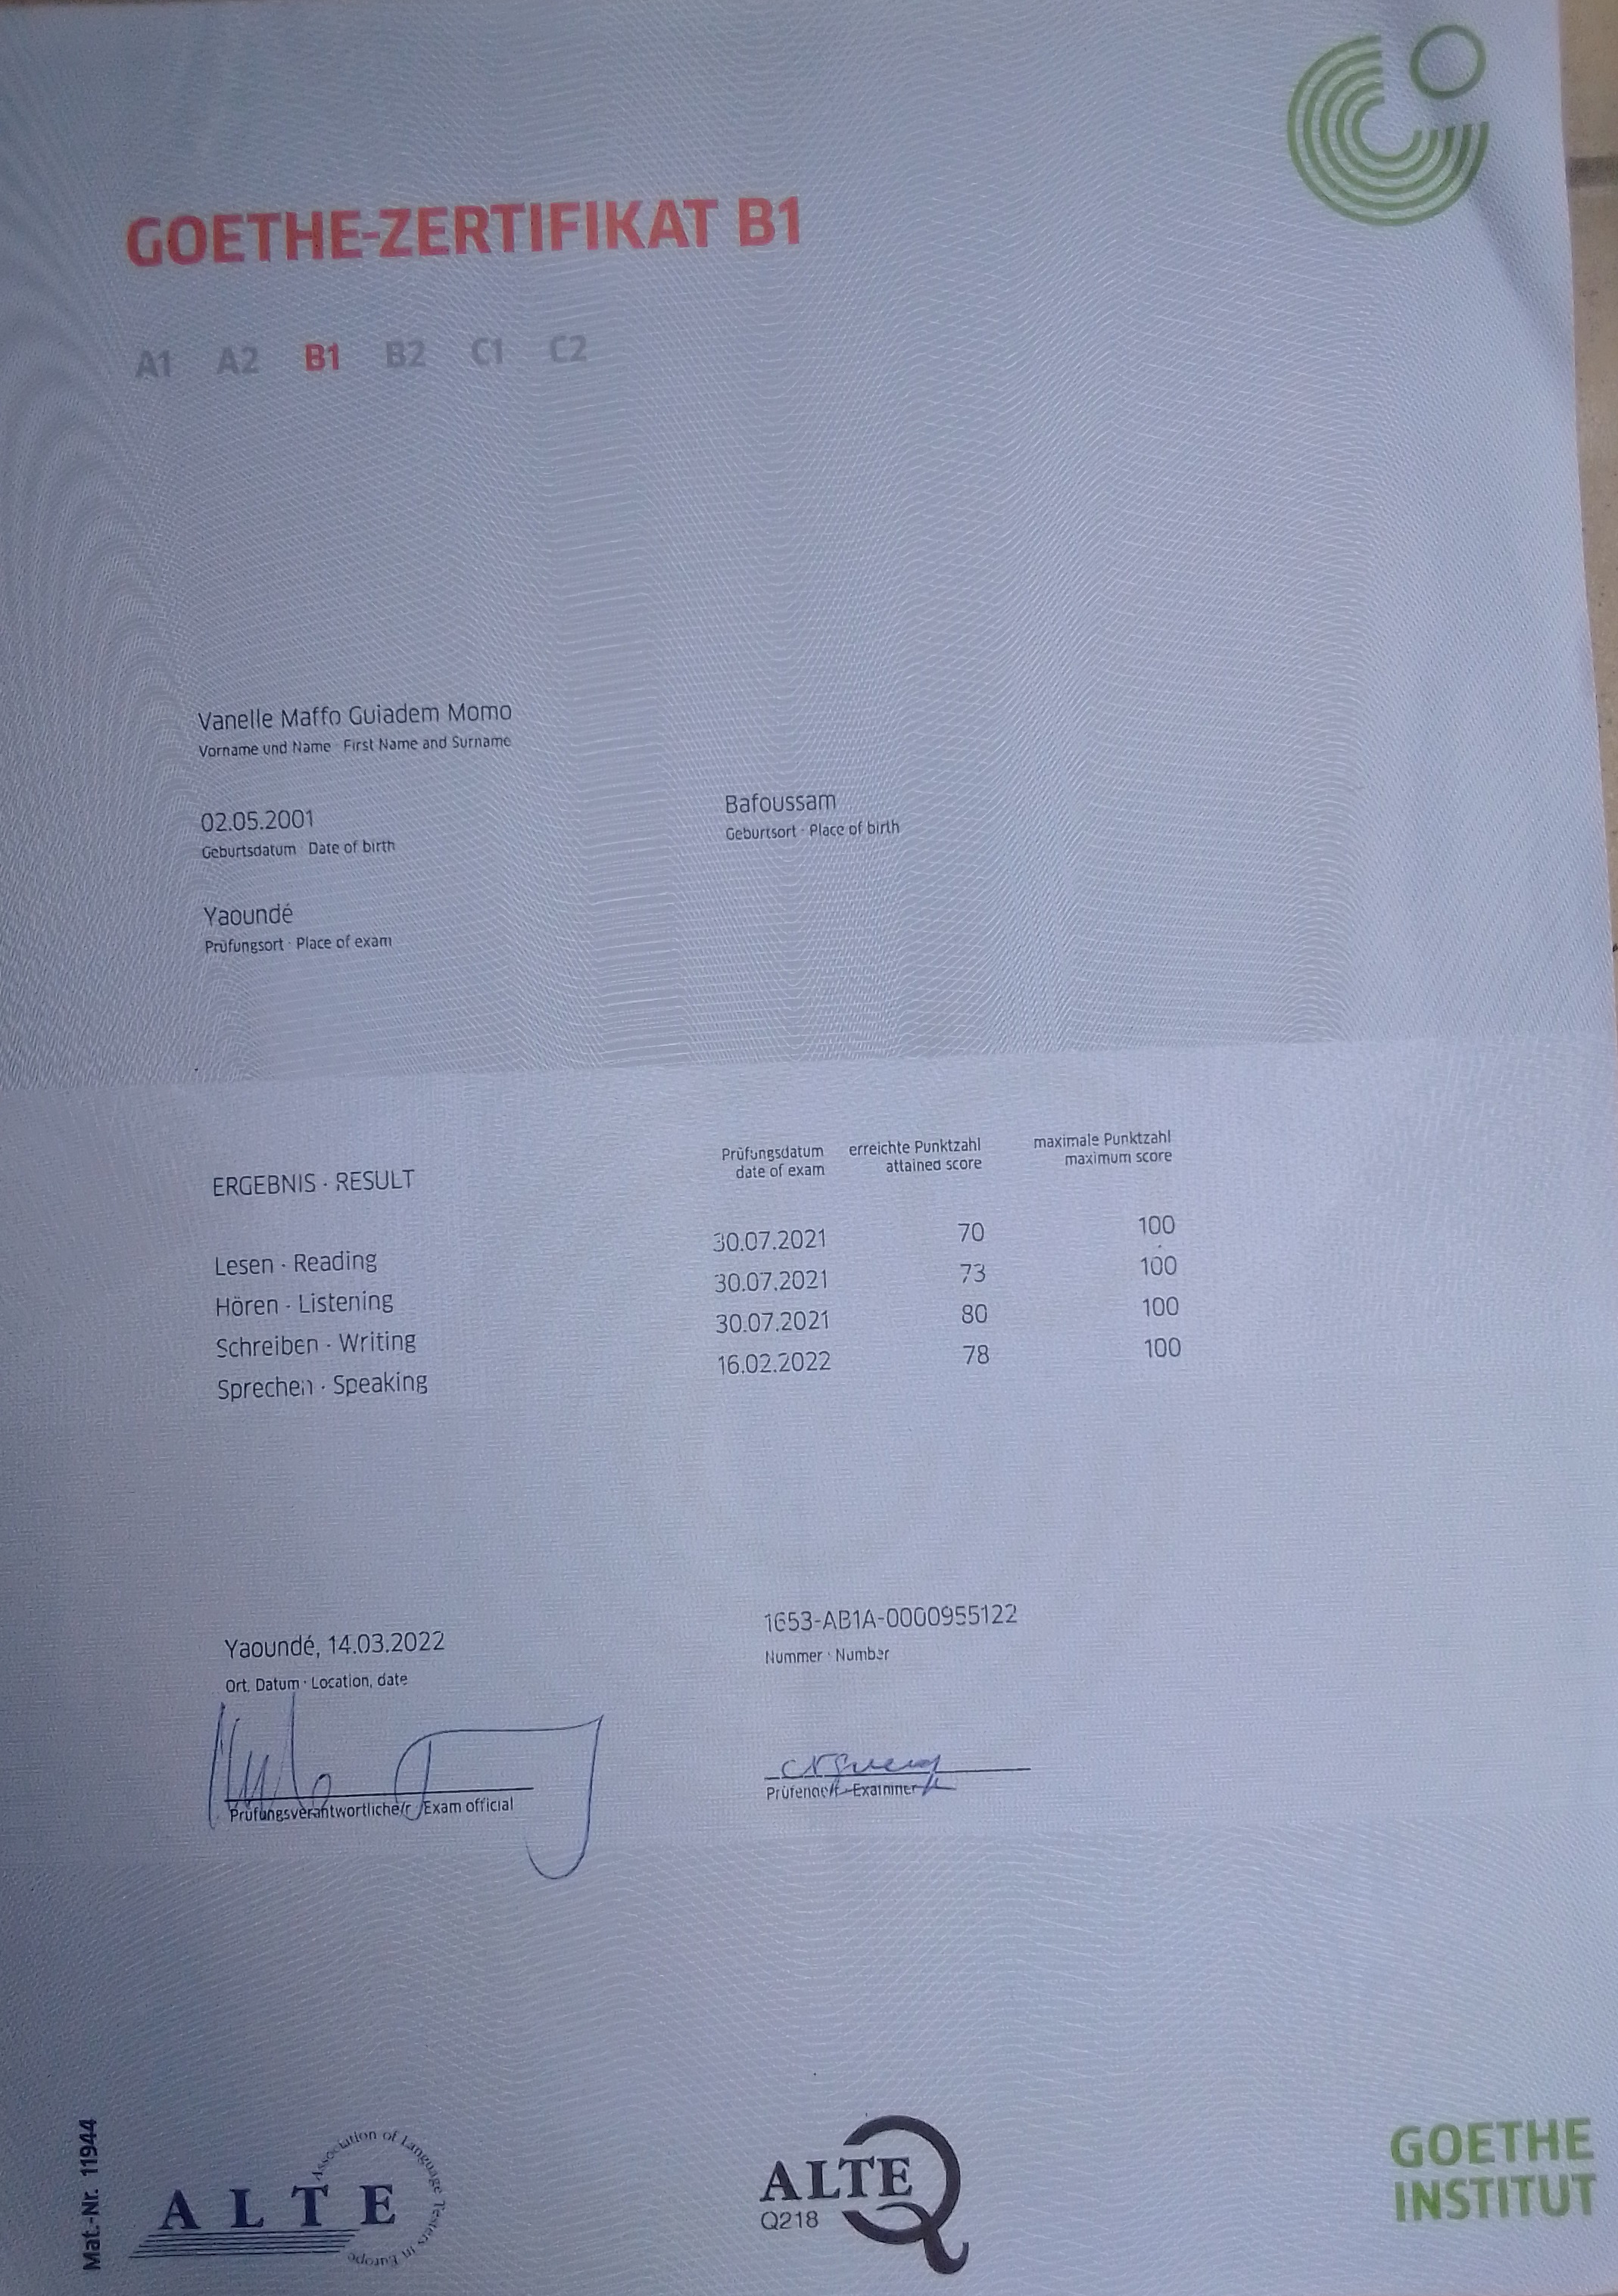 GOETHE-ZERTIFIKAT B1
A1 A2 B1 B2 C1 C2
Vanelle Maffo Guiadem Momo
Vorname und Name · First Name and Surname
02.05.2001
Geburtsdatum · Date of birth
Bafoussam
Geburtsort · Place of birth
Yaoundé
Prüfungsort · Place of exam
ERGEBNIS · RESULT
Prüfungsdatum
date of exam
erreichte Punktzahl
attained score
maximale Punktzahl
maximum score
Lesen · Reading 30.07.2021 70 100
Hören · Listening 30.07.2021 73 100
Schreiben · Writing 30.07.2021 80 100
Sprechen · Speaking 16.02.2022 78 100
Yaoundé, 14.03.2022
Ort, Datum · Location, date
1653-AB1A-0000955122
Nummer · Number
Prüfungsverantwortliche/r · Exam official
Prüfende/r · Examiner
Mat.-Nr. 11944
ALTE
Association of Language Testers in Europe
ALTE
Q218
GOETHE
INSTITUT